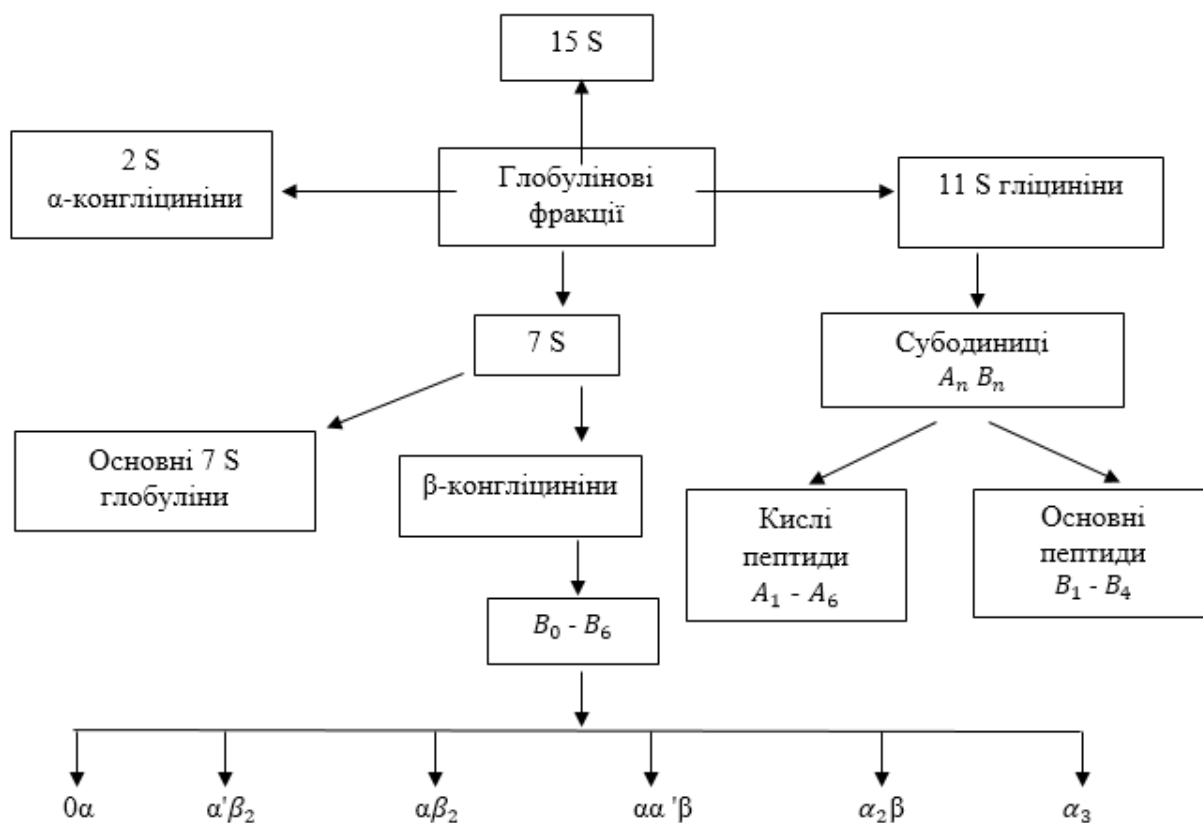 15 S
2 S
α-конгліциніни
Глобулінові
фракції
11 S гліциніни
7 S
Субодиниці
Aₙ Bₙ
Основні 7 S
глобуліни
β-конгліциніни
Кислі
пептиди
A₁ - A₆
Основні
пептиди
B₁ - B₄
B₀ - B₆
0α α'β₂ αβ₂ αα 'β α₂β α₃